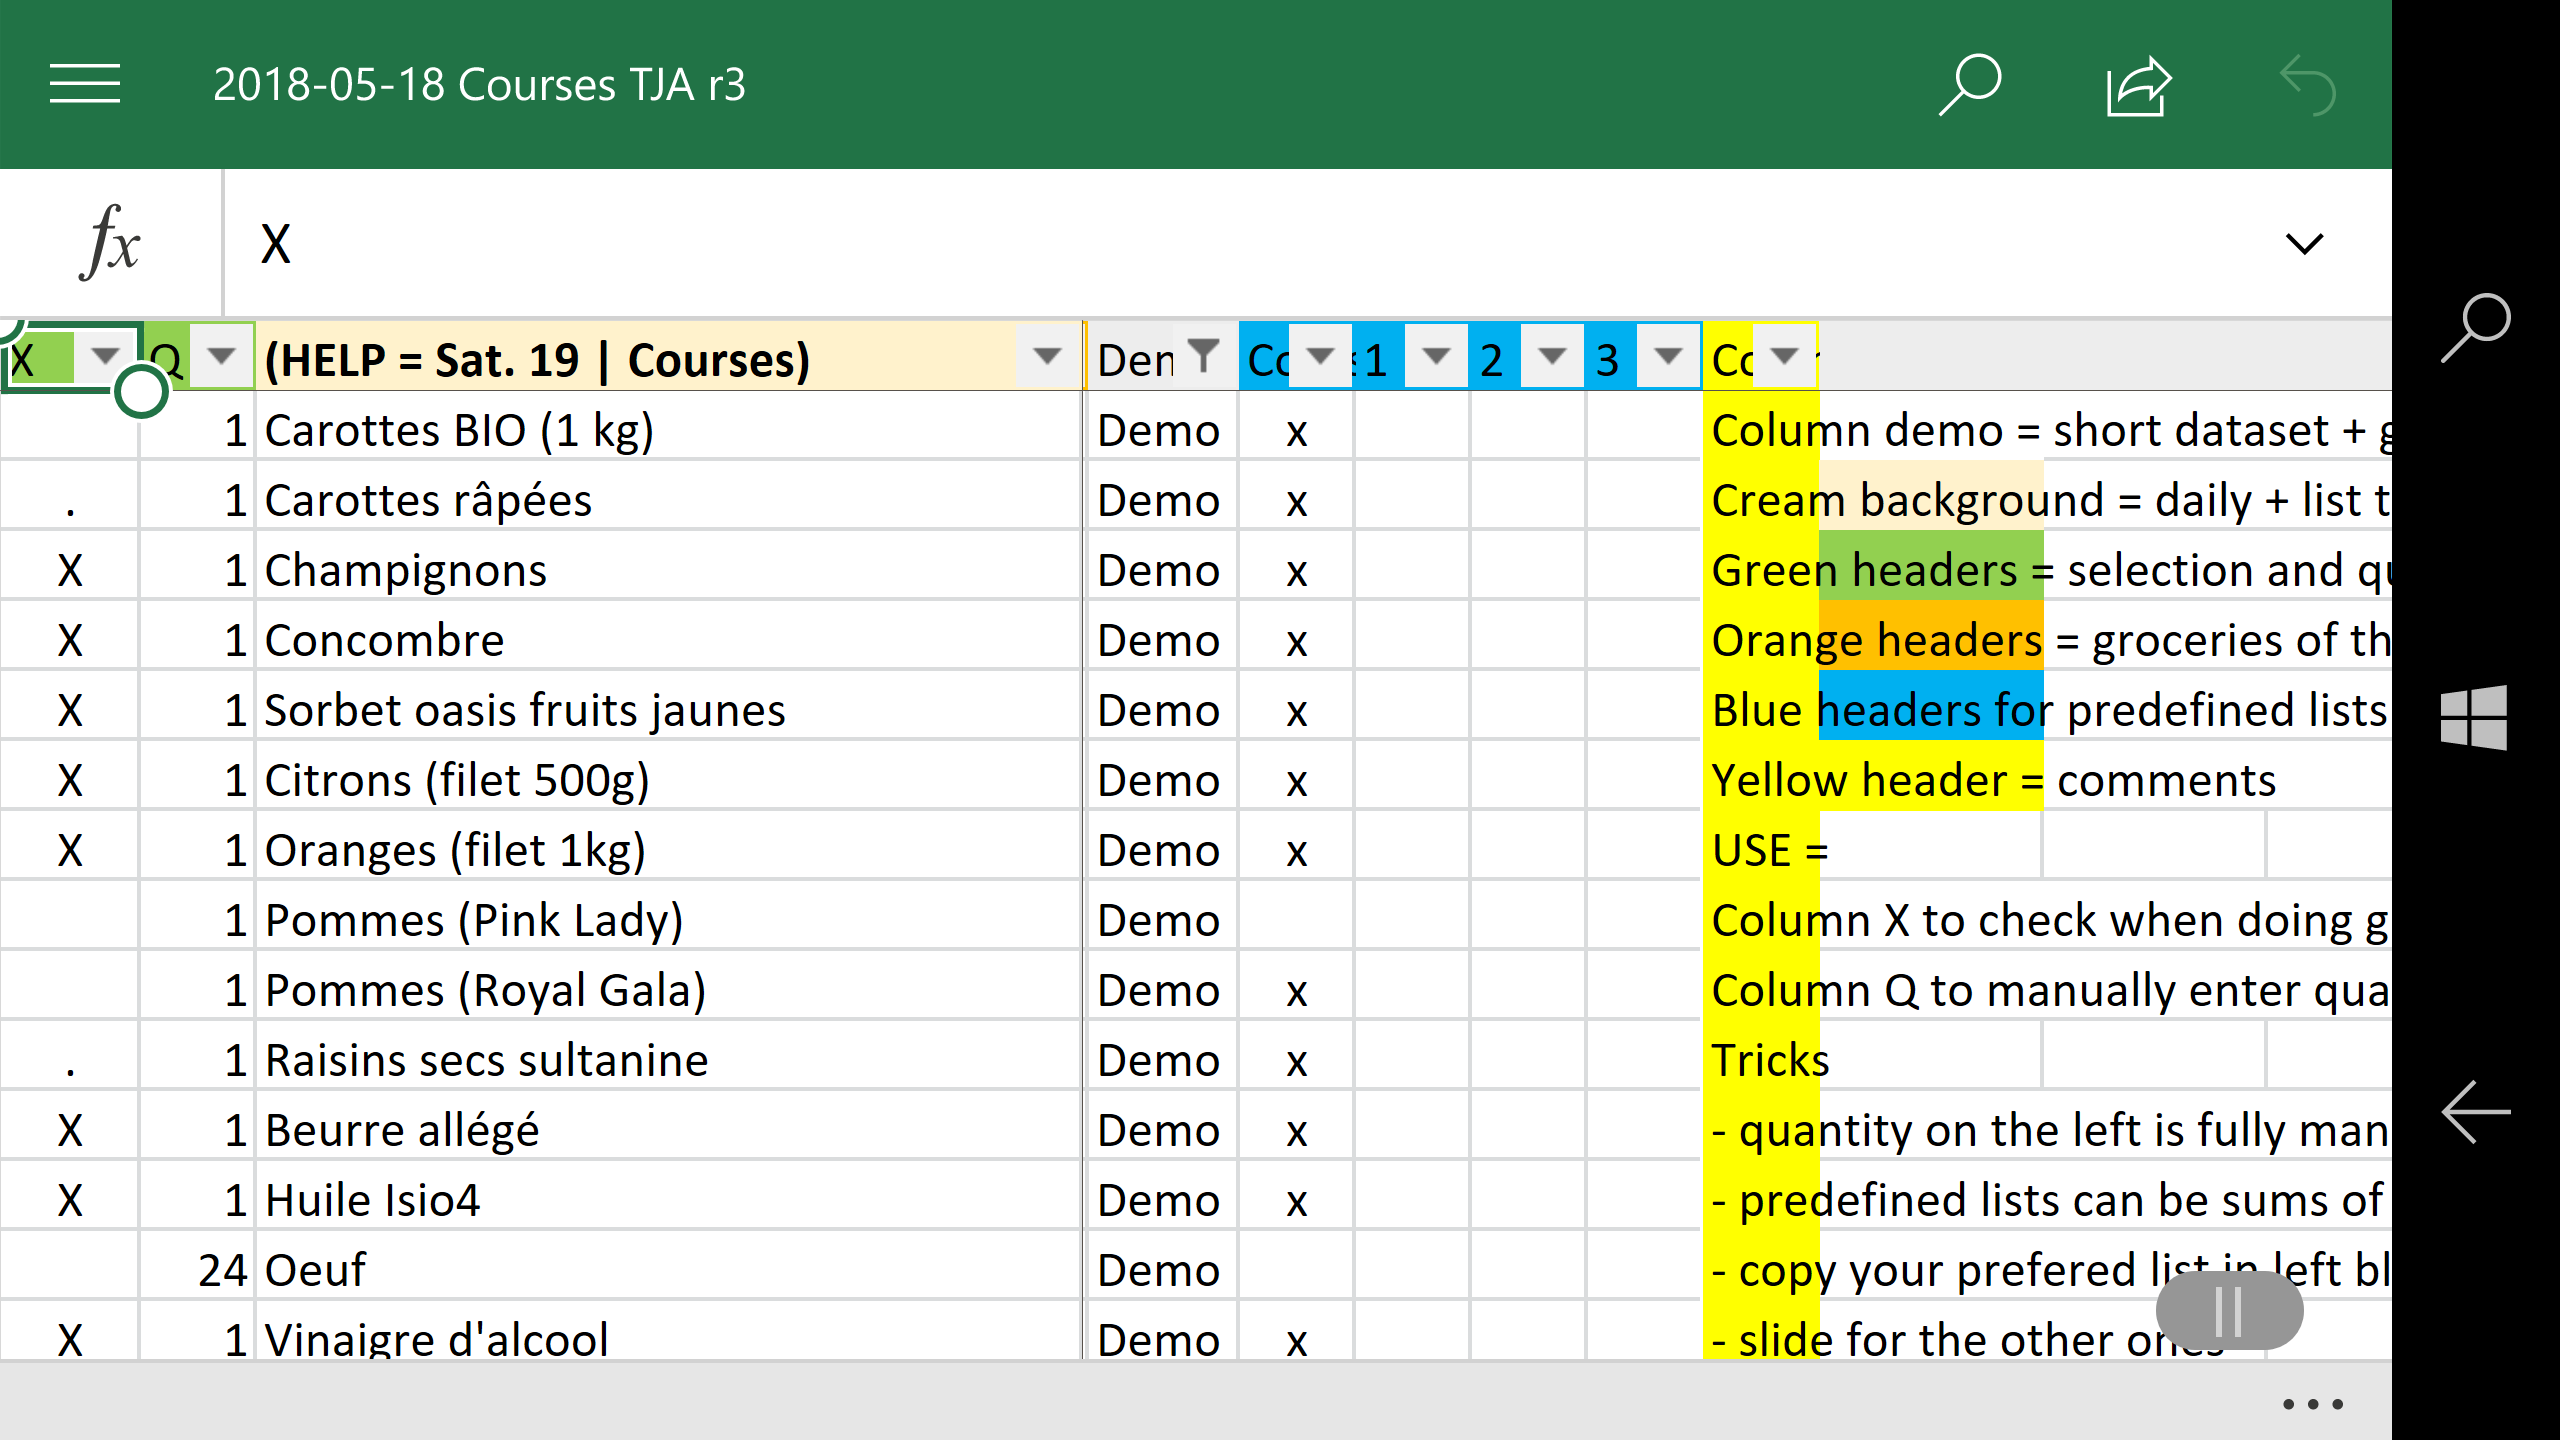 2018-05-18 Courses TJA r3
fx X
X Q (HELP = Sat. 19 | Courses) Den Co 1 2 3 Co
1 Carottes BIO (1 kg) Demo x Column demo = short dataset + g
. 1 Carottes râpées Demo x Cream background = daily + list t
X 1 Champignons Demo x Green headers = selection and qu
X 1 Concombre Demo x Orange headers = groceries of th
X 1 Sorbet oasis fruits jaunes Demo x Blue headers for predefined lists
X 1 Citrons (filet 500g) Demo x Yellow header = comments
X 1 Oranges (filet 1kg) Demo x USE =
1 Pommes (Pink Lady) Demo Column X to check when doing g
1 Pommes (Royal Gala) Demo x Column Q to manually enter qua
. 1 Raisins secs sultanine Demo x Tricks
X 1 Beurre allégé Demo x - quantity on the left is fully man
X 1 Huile Isio4 Demo x - predefined lists can be sums of
24 Oeuf Demo - copy your prefered list in left bl
X 1 Vinaigre d'alcool Demo x - slide for the other ones